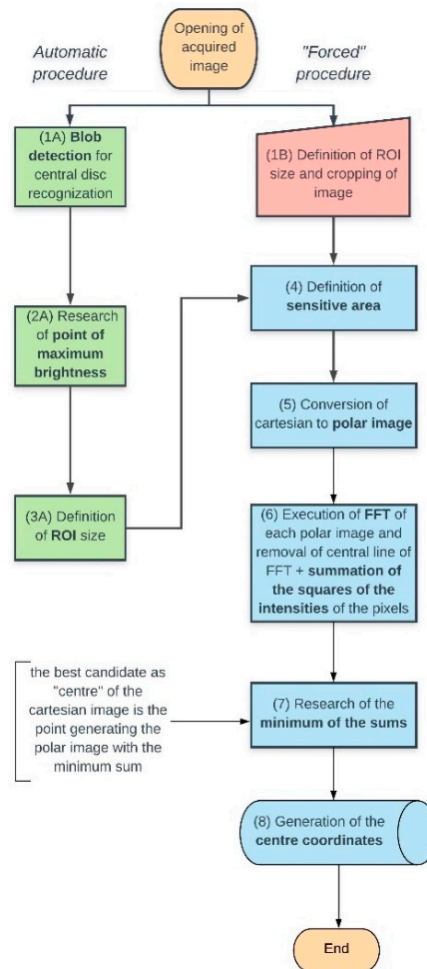 Automatic
procedure
Opening of
acquired
image
"Forced"
procedure
(1A) Blob
detection for
central disc
recognization
(1B) Definition of ROI
size and cropping of
image
(2A) Research
of point of
maximum
brightness
(4) Definition of
sensitive area
(5) Conversion of
cartesian to polar image
(3A) Definition
of ROI size
(6) Execution of FFT of
each polar image and
removal of central line of
FFT + summation of
the squares of the
intensities of the pixels
the best candidate as
"centre" of the
cartesian image is the
point generating the
polar image with the
minimum sum
(7) Research of the
minimum of the sums
(8) Generation of the
centre coordinates
End